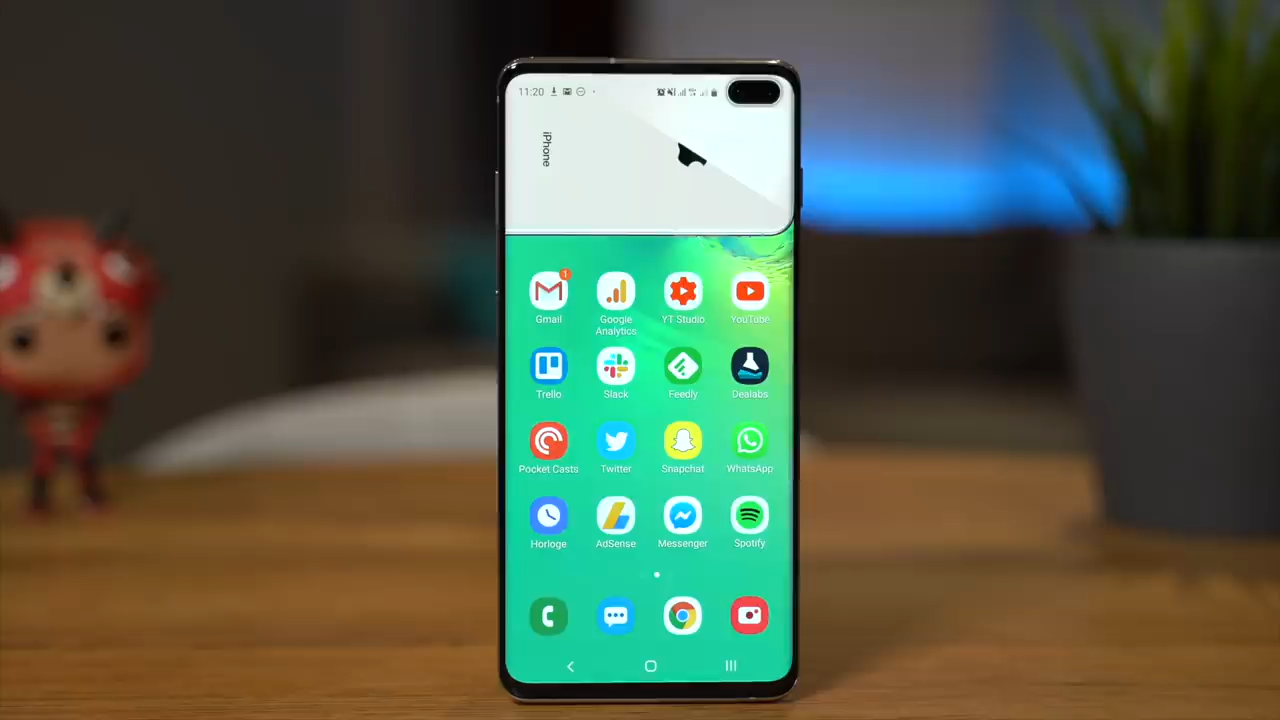 11:20
iPhone
1
Gmail
Google
Analytics
YT Studio
YouTube
Trello
Slack
Feedly
Dealabs
Pocket Casts
Twitter
Snapchat
WhatsApp
Horloge
AdSense
Messenger
Spotify